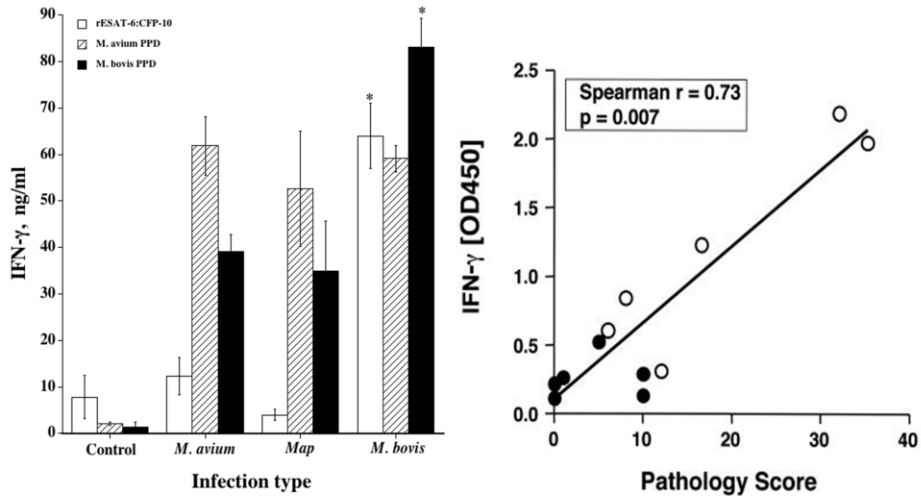 rESAT-6:CFP-10
M. avium PPD
M. bovis PPD
IFN-γ, ng/ml
90
80
70
60
50
40
30
20
10
0
*
*
Control
M. avium
Map
M. bovis
Infection type
Spearman r = 0.73
p = 0.007
IFN-γ [OD450]
2.5
2.0
1.5
1.0
0.5
0.0
0
10
20
30
40
Pathology Score